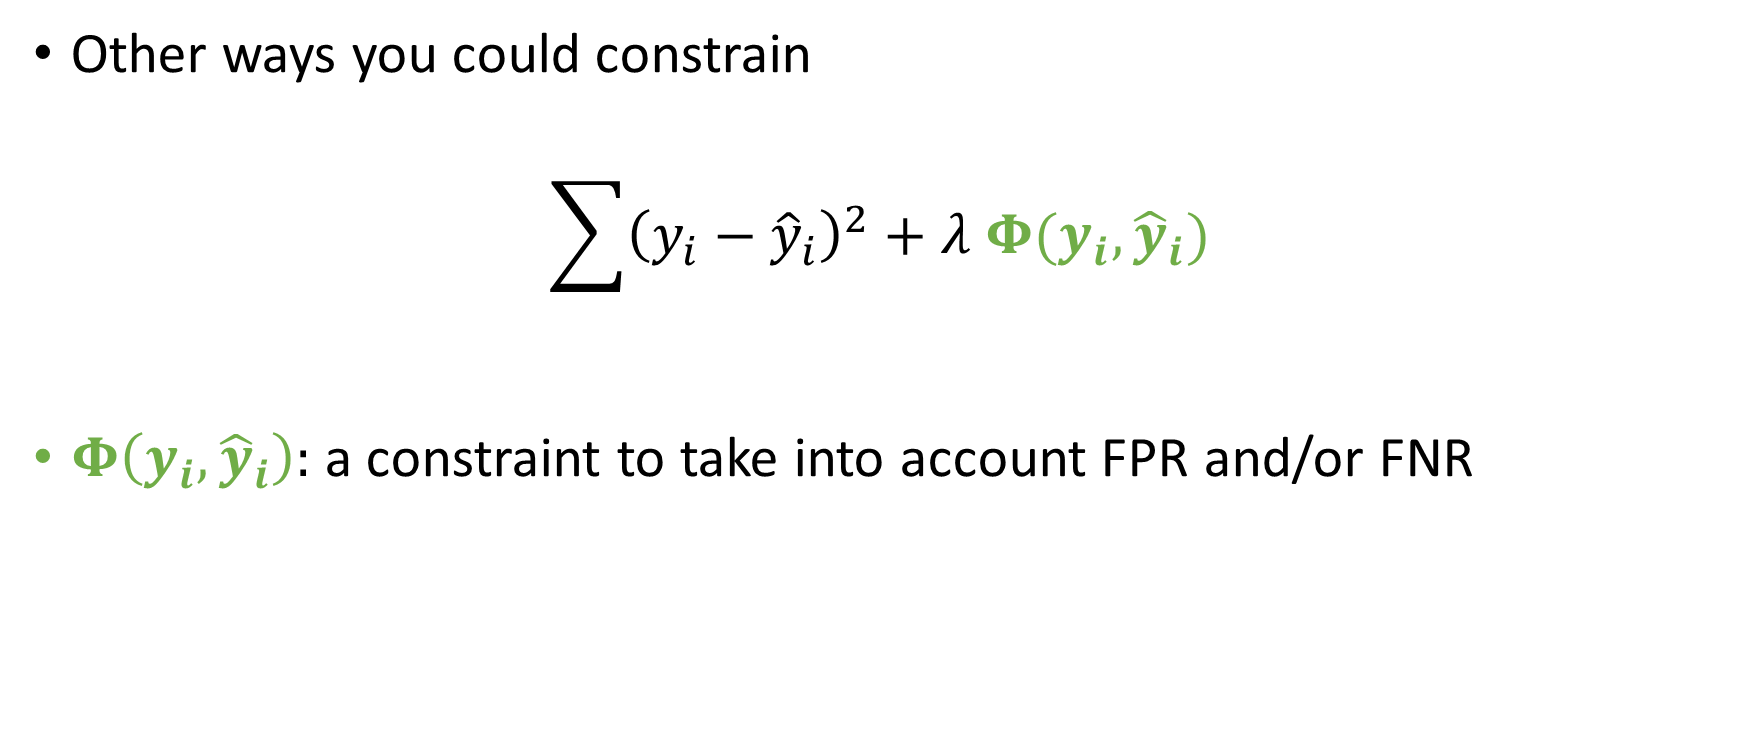 • Other ways you could constrain
∑(yᵢ − ŷᵢ)² + λ Φ(yᵢ, ŷᵢ)
• Φ(yᵢ, ŷᵢ): a constraint to take into account FPR and/or FNR